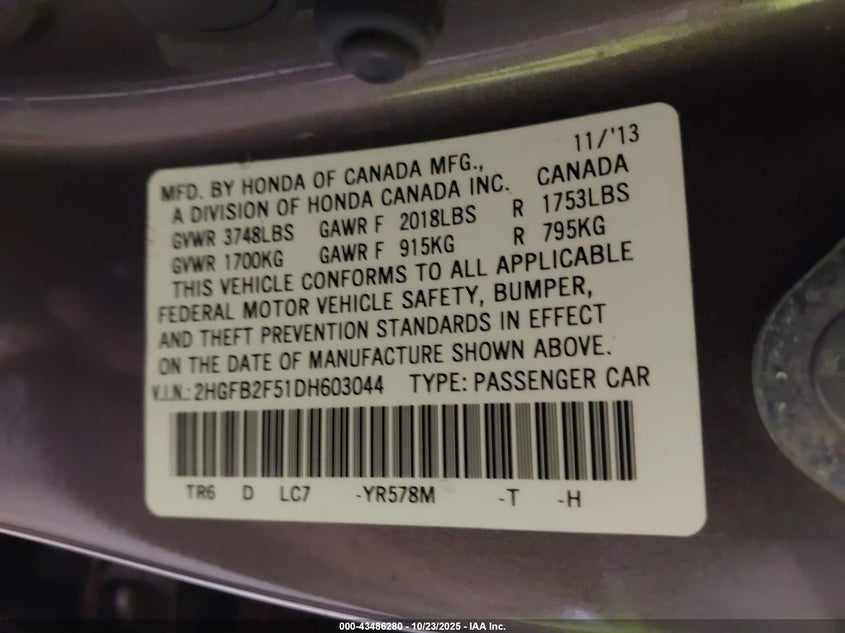 11/'13
MFD. BY HONDA OF CANADA MFG.,
A DIVISION OF HONDA CANADA INC. CANADA
GVWR 3748LBS GAWR F 2018LBS R 1753LBS
GVWR 1700KG GAWR F 915KG R 795KG
THIS VEHICLE CONFORMS TO ALL APPLICABLE
FEDERAL MOTOR VEHICLE SAFETY, BUMPER,
AND THEFT PREVENTION STANDARDS IN EFFECT
ON THE DATE OF MANUFACTURE SHOWN ABOVE.
V.I.N.: 2HGFB2F51DH603044 TYPE: PASSENGER CAR
TR6 D LC7 -YR578M -T -H
000-43486280 - 10/23/2025 - IAA Inc.